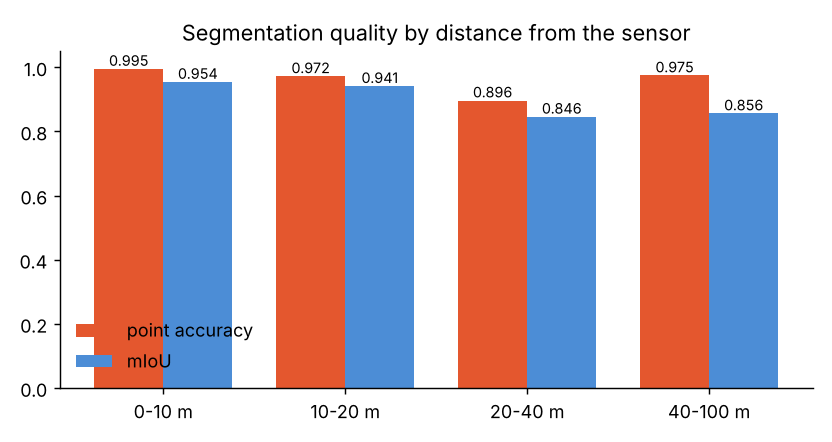 Segmentation quality by distance from the sensor
1.0
0.8
0.6
0.4
0.2
0.0
0.995
0.954
0.972
0.941
0.896
0.846
0.975
0.856
point accuracy
mIoU
0-10 m
10-20 m
20-40 m
40-100 m